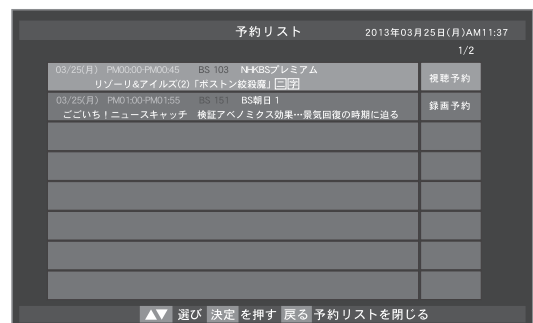 予約リスト 2013年03月25日(月)AM11:37
1/2
03/25(月) PM00:00-PM00:45 BS 103 NHKBSプレミアム 視聴予約
リゾーリ&アイルズ(2)「ボストン絞殺魔」二字
03/25(月) PM01:00-PM01:55 BS 151 BS朝日1 録画予約
ごごいち!ニュースキャッチ 検証アベノミクス効果…景気回復の時期に迫る
▲▼ 選び 決定 を押す 戻る 予約リストを閉じる